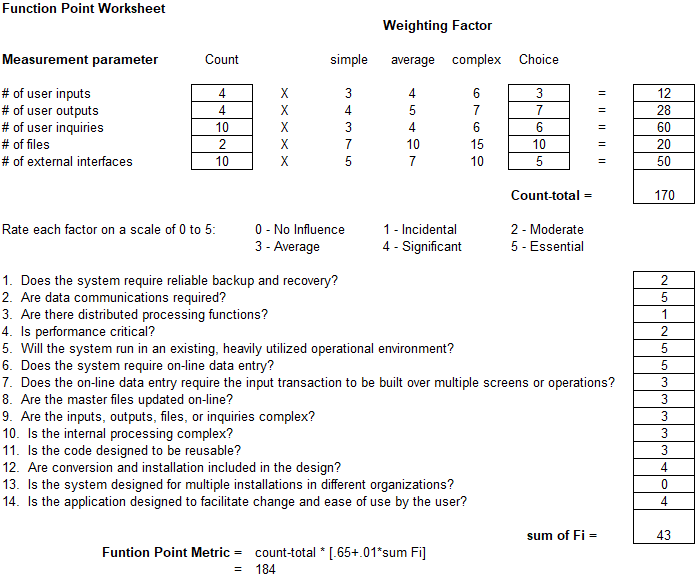 Function Point Worksheet
Weighting Factor
Measurement parameter Count simple average complex Choice
# of user inputs 4 X 3 4 6 3 = 12
# of user outputs 4 X 4 5 7 7 = 28
# of user inquiries 10 X 3 4 6 6 = 60
# of files 2 X 7 10 15 10 = 20
# of external interfaces 10 X 5 7 10 5 = 50
Count-total = 170
Rate each factor on a scale of 0 to 5: 0 - No Influence 1 - Incidental 2 - Moderate
3 - Average 4 - Significant 5 - Essential
1. Does the system require reliable backup and recovery? 2
2. Are data communications required? 5
3. Are there distributed processing functions? 1
4. Is performance critical? 2
5. Will the system run in an existing, heavily utilized operational environment? 5
6. Does the system require on-line data entry? 5
7. Does the on-line data entry require the input transaction to be built over multiple screens or operations? 3
8. Are the master files updated on-line? 3
9. Are the inputs, outputs, files, or inquiries complex? 3
10. Is the internal processing complex? 3
11. Is the code designed to be reusable? 3
12. Are conversion and installation included in the design? 4
13. Is the system designed for multiple installations in different organizations? 0
14. Is the application designed to facilitate change and ease of use by the user? 4
sum of Fi = 43
Funtion Point Metric = count-total * [.65+.01*sum Fi]
= 184